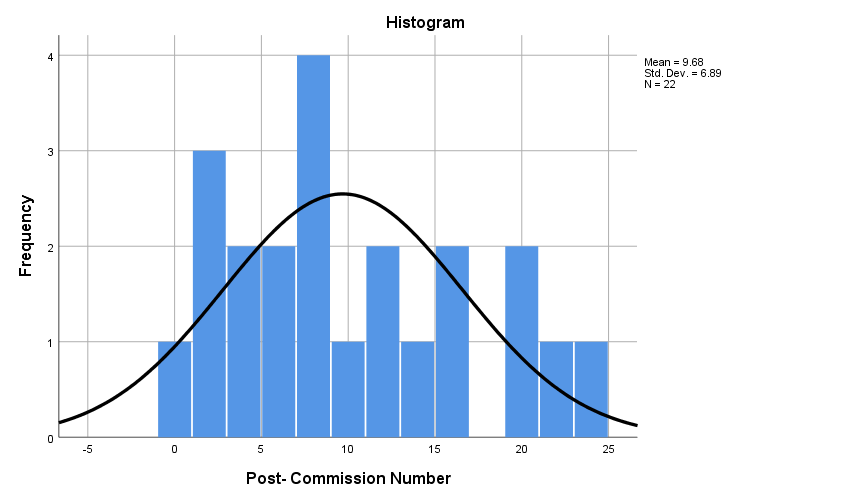 Histogram
Mean = 9.68
Std. Dev. = 6.89
N = 22
4
3
2
1
0
Frequency
-5 0 5 10 15 20 25
Post- Commission Number